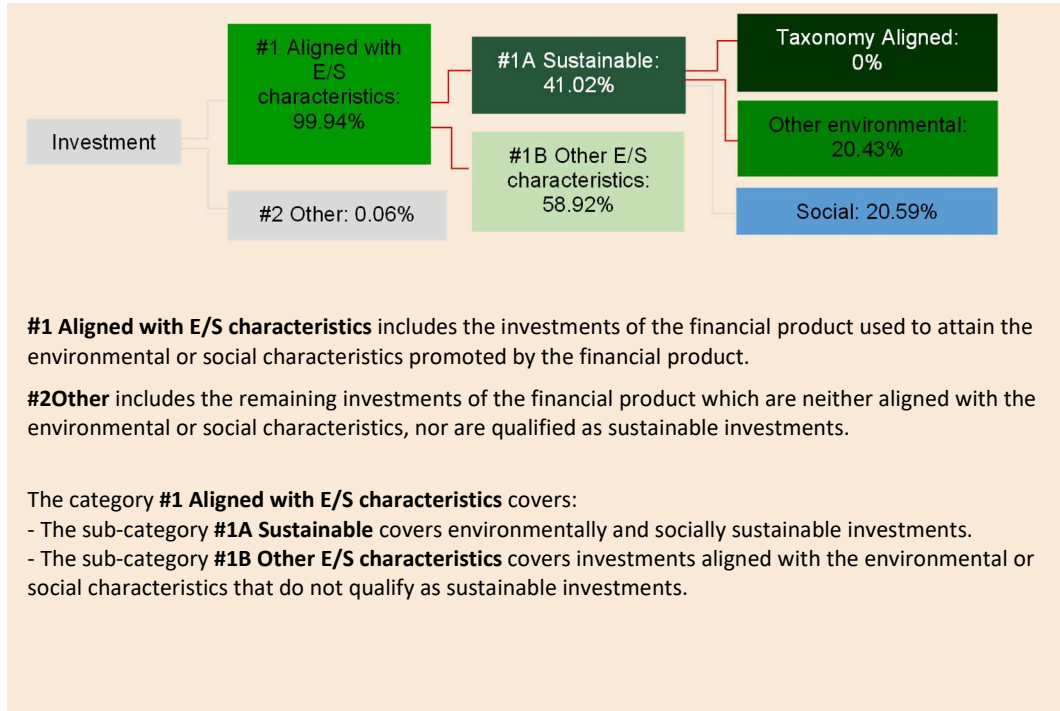 Investment
#1 Aligned with
E/S
characteristics:
99.94%
#2 Other: 0.06%
#1A Sustainable:
41.02%
#1B Other E/S
characteristics:
58.92%
Taxonomy Aligned:
0%
Other environmental:
20.43%
Social: 20.59%
#1 Aligned with E/S characteristics includes the investments of the financial product used to attain the
environmental or social characteristics promoted by the financial product.
#2Other includes the remaining investments of the financial product which are neither aligned with the
environmental or social characteristics, nor are qualified as sustainable investments.
The category #1 Aligned with E/S characteristics covers:
- The sub-category #1A Sustainable covers environmentally and socially sustainable investments.
- The sub-category #1B Other E/S characteristics covers investments aligned with the environmental or
social characteristics that do not qualify as sustainable investments.